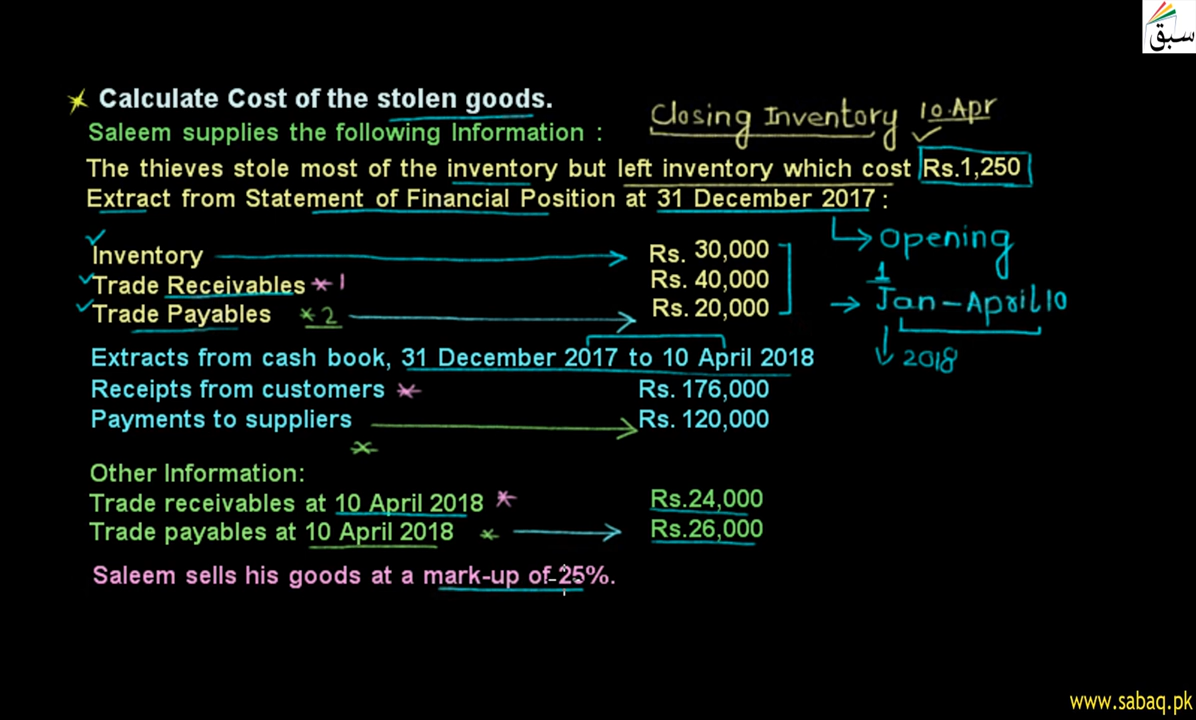 سبق
Calculate Cost of the stolen goods.
Closing Inventory 10 Apr
Saleem supplies the following Information :
The thieves stole most of the inventory but left inventory which cost Rs.1,250
Extract from Statement of Financial Position at 31 December 2017 :
Opening
Inventory Rs. 30,000
Trade Receivables *1 Rs. 40,000
1 Jan - April 10
Trade Payables *2 Rs. 20,000
Extracts from cash book, 31 December 2017 to 10 April 2018
2018
Receipts from customers * Rs. 176,000
Payments to suppliers Rs. 120,000
*
Other Information:
Trade receivables at 10 April 2018 * Rs.24,000
Trade payables at 10 April 2018 * Rs.26,000
Saleem sells his goods at a mark-up of 25%.
www.sabaq.pk